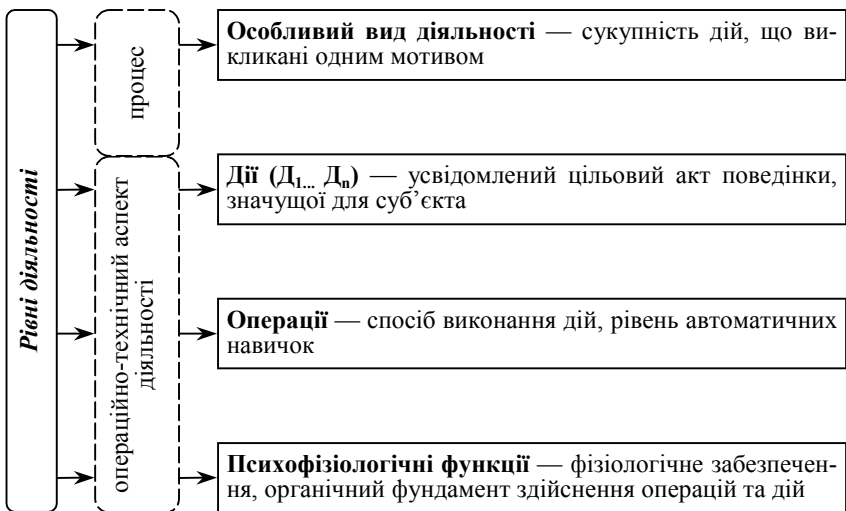 Рівні діяльності
процес
операційно-технічний аспект
діяльності
Особливий вид діяльності — сукупність дій, що ви-
кликані одним мотивом
Дії (Д1... Дn) — усвідомлений цільовий акт поведінки,
значущої для суб’єкта
Операції — спосіб виконання дій, рівень автоматичних
навичок
Психофізіологічні функції — фізіологічне забезпечен-
ня, органічний фундамент здійснення операцій та дій